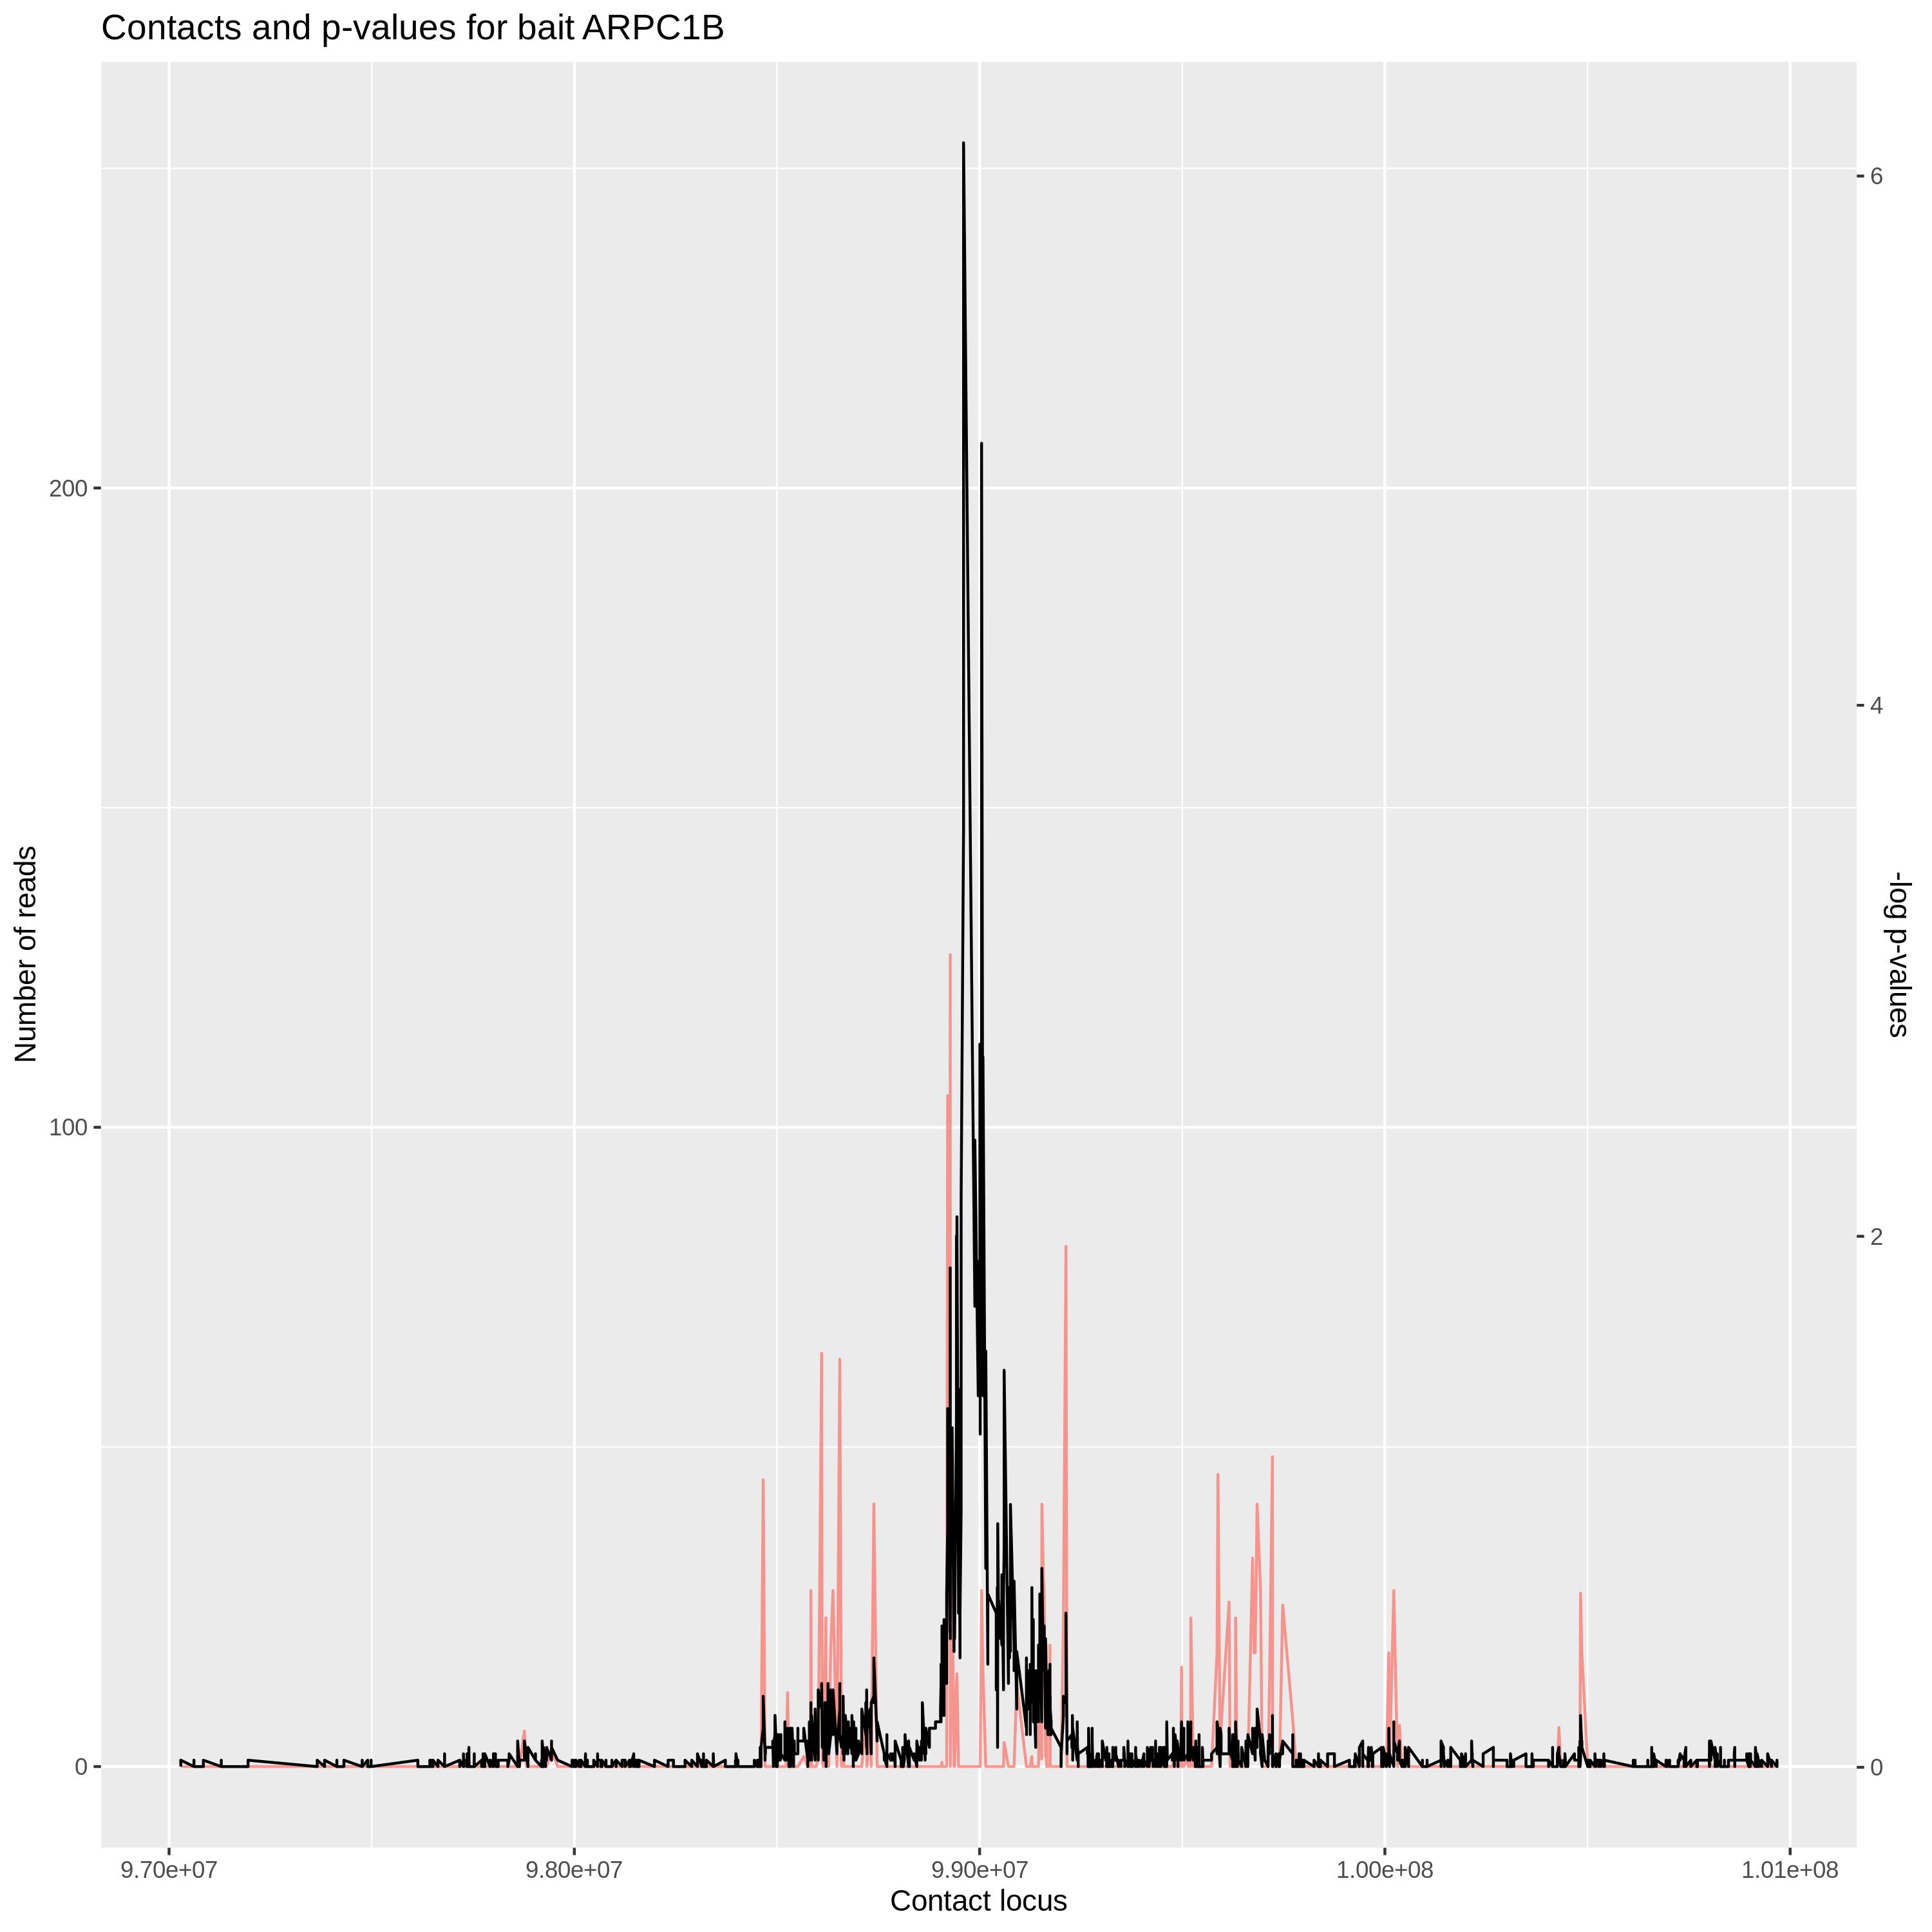 Contacts and p-values for bait ARPC1B
6
200
4
Number of reads
-log p-values
2
100
0
0
9.70e+07
9.80e+07
9.90e+07
1.00e+08
1.01e+08
Contact locus